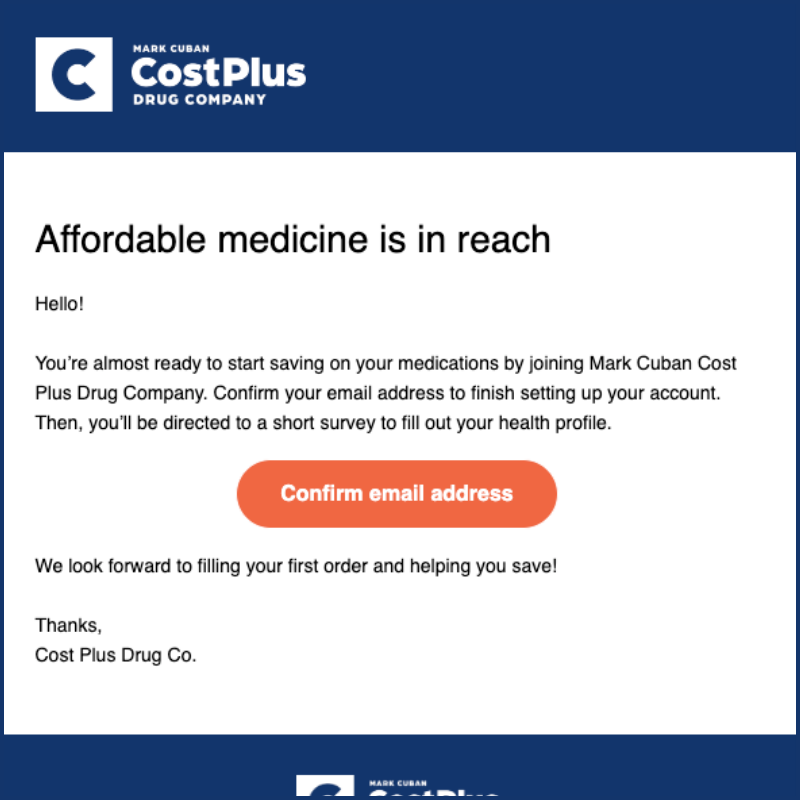 MARK CUBAN
CostPlus
DRUG COMPANY
Affordable medicine is in reach
Hello!
You’re almost ready to start saving on your medications by joining Mark Cuban Cost
Plus Drug Company. Confirm your email address to finish setting up your account.
Then, you’ll be directed to a short survey to fill out your health profile.
Confirm email address
We look forward to filling your first order and helping you save!
Thanks,
Cost Plus Drug Co.
MARK CUBAN
CostPlus